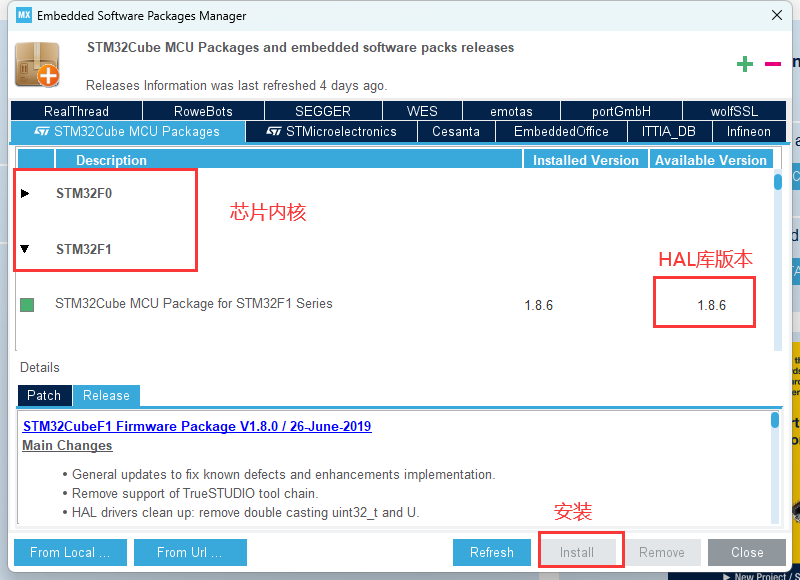 MX Embedded Software Packages Manager
STM32Cube MCU Packages and embedded software packs releases
Releases Information was last refreshed 4 days ago.
RealThread RoweBots SEGGER WES emotas portGmbH wolfSSL
STM32Cube MCU Packages STMicroelectronics Cesanta EmbeddedOffice ITTIA_DB Infineon
Description Installed Version Available Version
STM32F0
芯片内核
STM32F1
HAL库版本
STM32Cube MCU Package for STM32F1 Series 1.8.6 1.8.6
Details
Patch Release
STM32CubeF1 Firmware Package V1.8.0 / 26-June-2019
Main Changes
• General updates to fix known defects and enhancements implementation.
• Remove support of TrueSTUDIO tool chain.
• HAL drivers clean up: remove double casting uint32_t and U.
安装
From Local ... From Url ... Refresh Install Remove Close
New Project / S